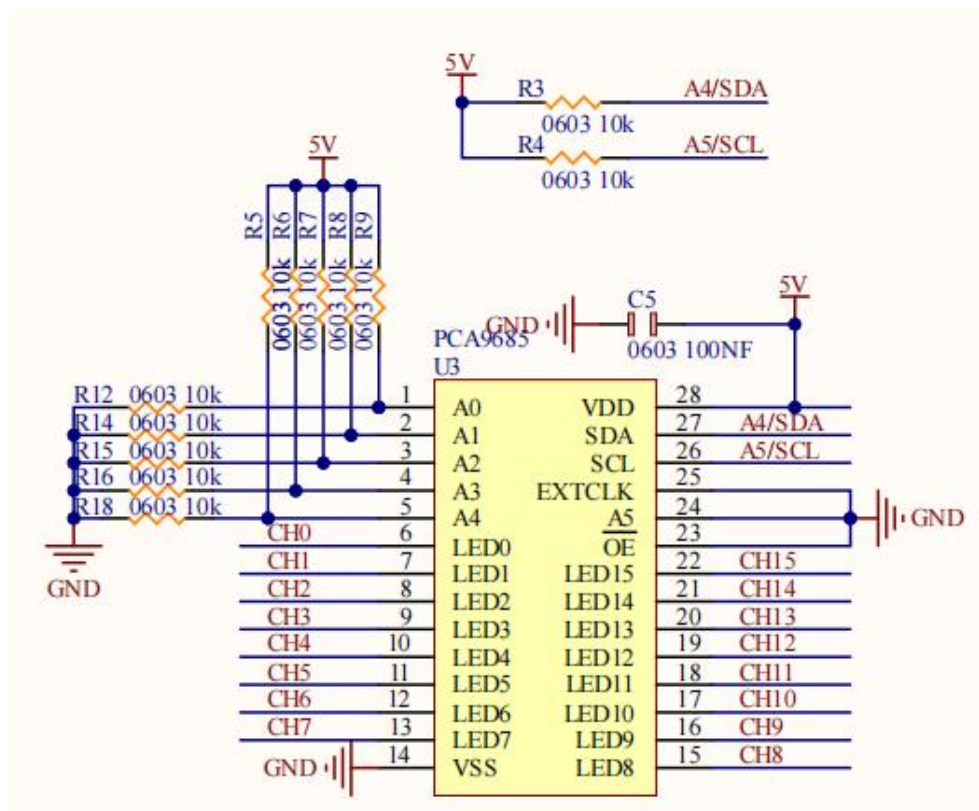 5V
R3 A4/SDA
0603 10k
R4 A5/SCL
0603 10k
5V
R5 R6 R7 R8 R9
0603 10k 0603 10k 0603 10k 0603 10k 0603 10k
5V
C5
GND
0603 100NF
PCA9685
U3
R12 0603 10k 1 A0 VDD 28
R14 0603 10k 2 A1 SDA 27 A4/SDA
R15 0603 10k 3 A2 SCL 26 A5/SCL
R16 0603 10k 4 A3 EXTCLK 25
R18 0603 10k 5 A4 A5 24 GND
CH0 6 LED0 OE 23
CH1 7 LED1 LED15 22 CH15
GND
CH2 8 LED2 LED14 21 CH14
CH3 9 LED3 LED13 20 CH13
CH4 10 LED4 LED12 19 CH12
CH5 11 LED5 LED11 18 CH11
CH6 12 LED6 LED10 17 CH10
CH7 13 LED7 LED9 16 CH9
GND 14 VSS LED8 15 CH8